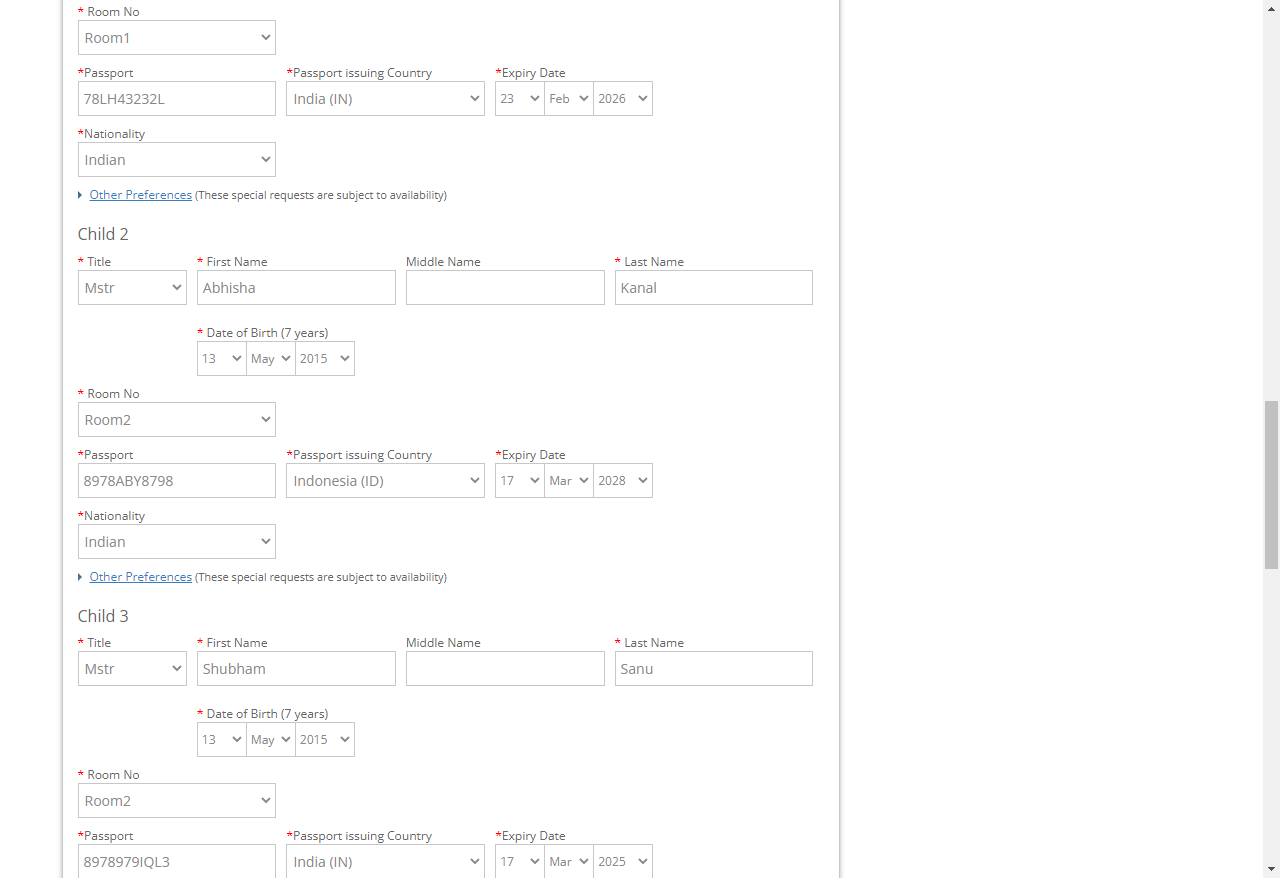 * Room No
Room1
*Passport *Passport issuing Country *Expiry Date
78LH43232L India (IN) 23 Feb 2026
*Nationality
Indian
Other Preferences (These special requests are subject to availability)
Child 2
* Title * First Name Middle Name * Last Name
Mstr Abhisha Kanal
* Date of Birth (7 years)
13 May 2015
* Room No
Room2
*Passport *Passport issuing Country *Expiry Date
8978ABY8798 Indonesia (ID) 17 Mar 2028
*Nationality
Indian
Other Preferences (These special requests are subject to availability)
Child 3
* Title * First Name Middle Name * Last Name
Mstr Shubham Sanu
* Date of Birth (7 years)
13 May 2015
* Room No
Room2
*Passport *Passport issuing Country *Expiry Date
8978979IQL3 India (IN) 17 Mar 2025